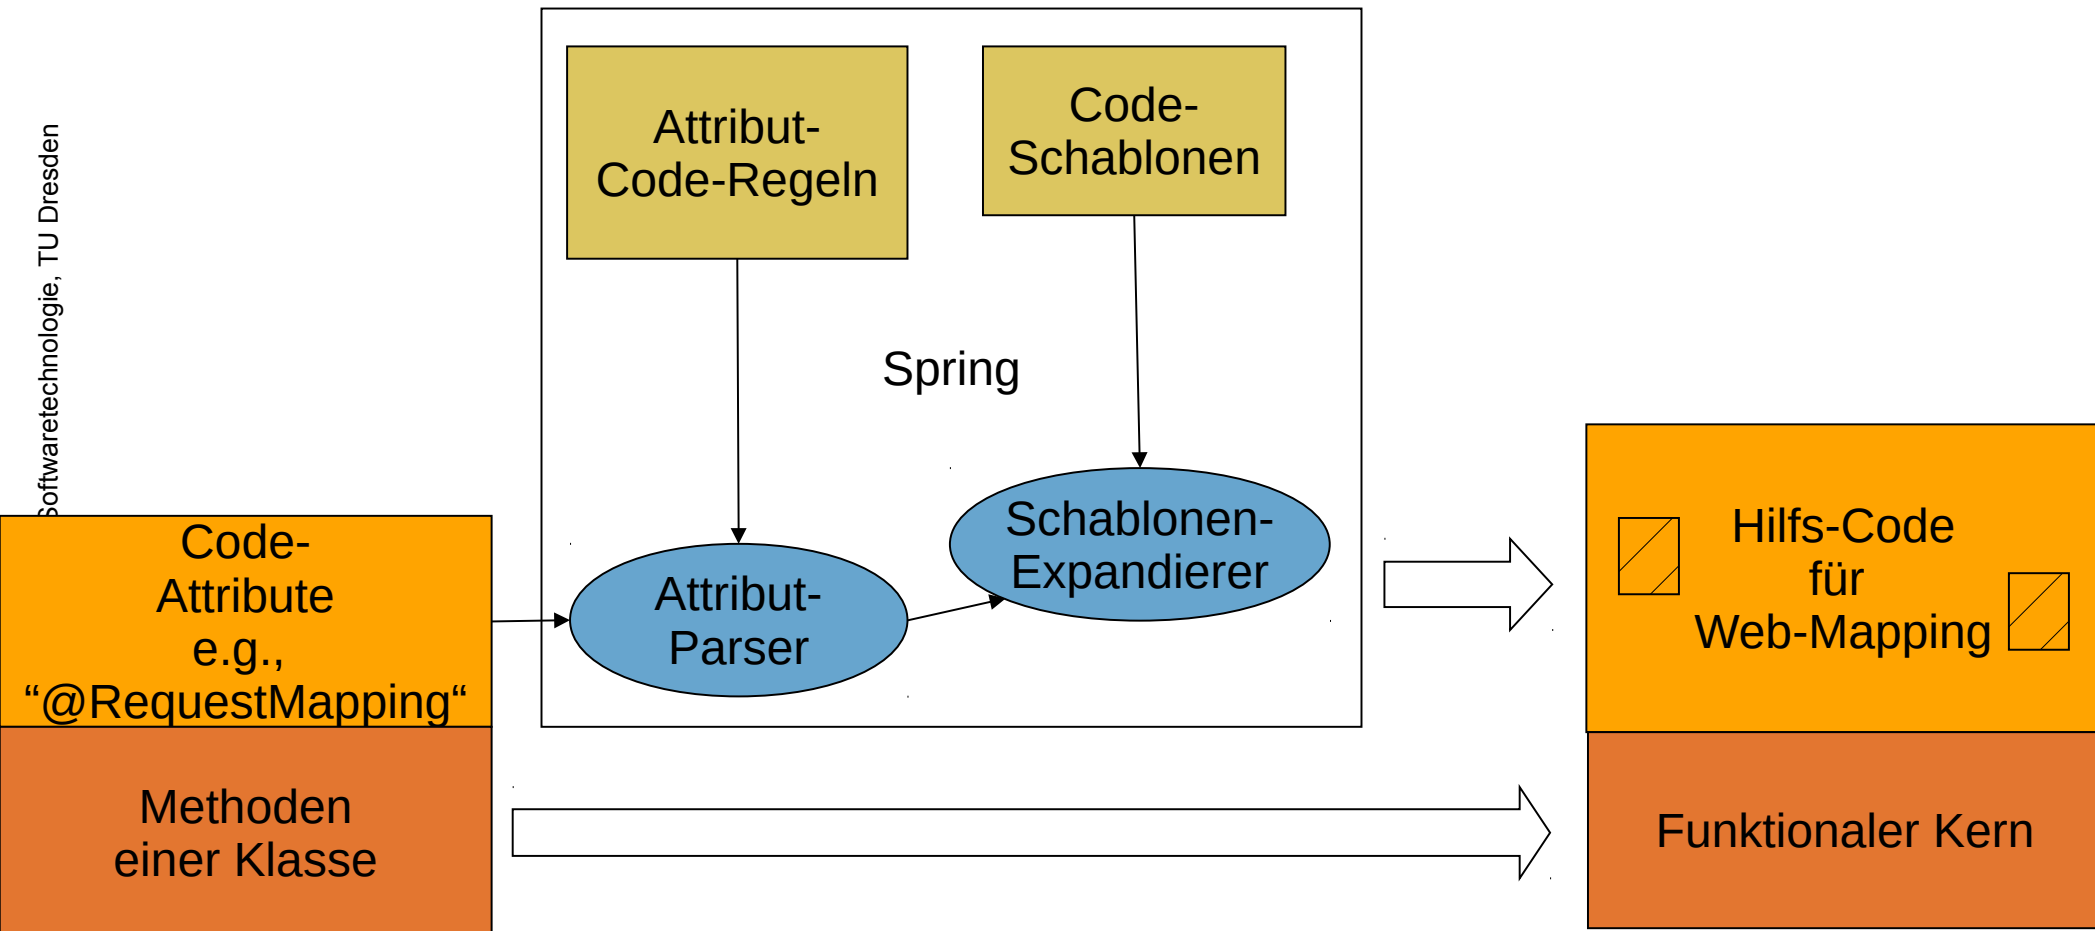 Softwaretechnologie, TU Dresden
Attribut-
Code-Regeln
Code-
Schablonen
Spring
Code-
Attribute
e.g.,
“@RequestMapping“
Methoden
einer Klasse
Attribut-
Parser
Schablonen-
Expandierer
Hilfs-Code
für
Web-Mapping
Funktionaler Kern